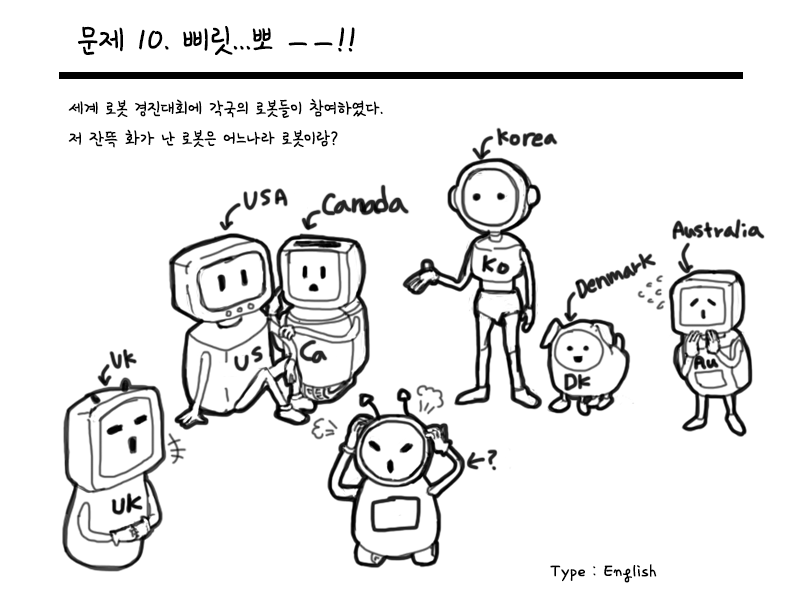 문제 10. 삐릿...뽀 ㅡㅡ!!
세계 로봇 경진대회에 각국의 로봇들이 참여하였다.
저 잔뜩 화가 난 로봇은 어느나라 로봇이랑?
Korea
USA
Canada
Australia
Denmark
Ko
UK
US
Ca
DK
Au
?
UK
Type : English